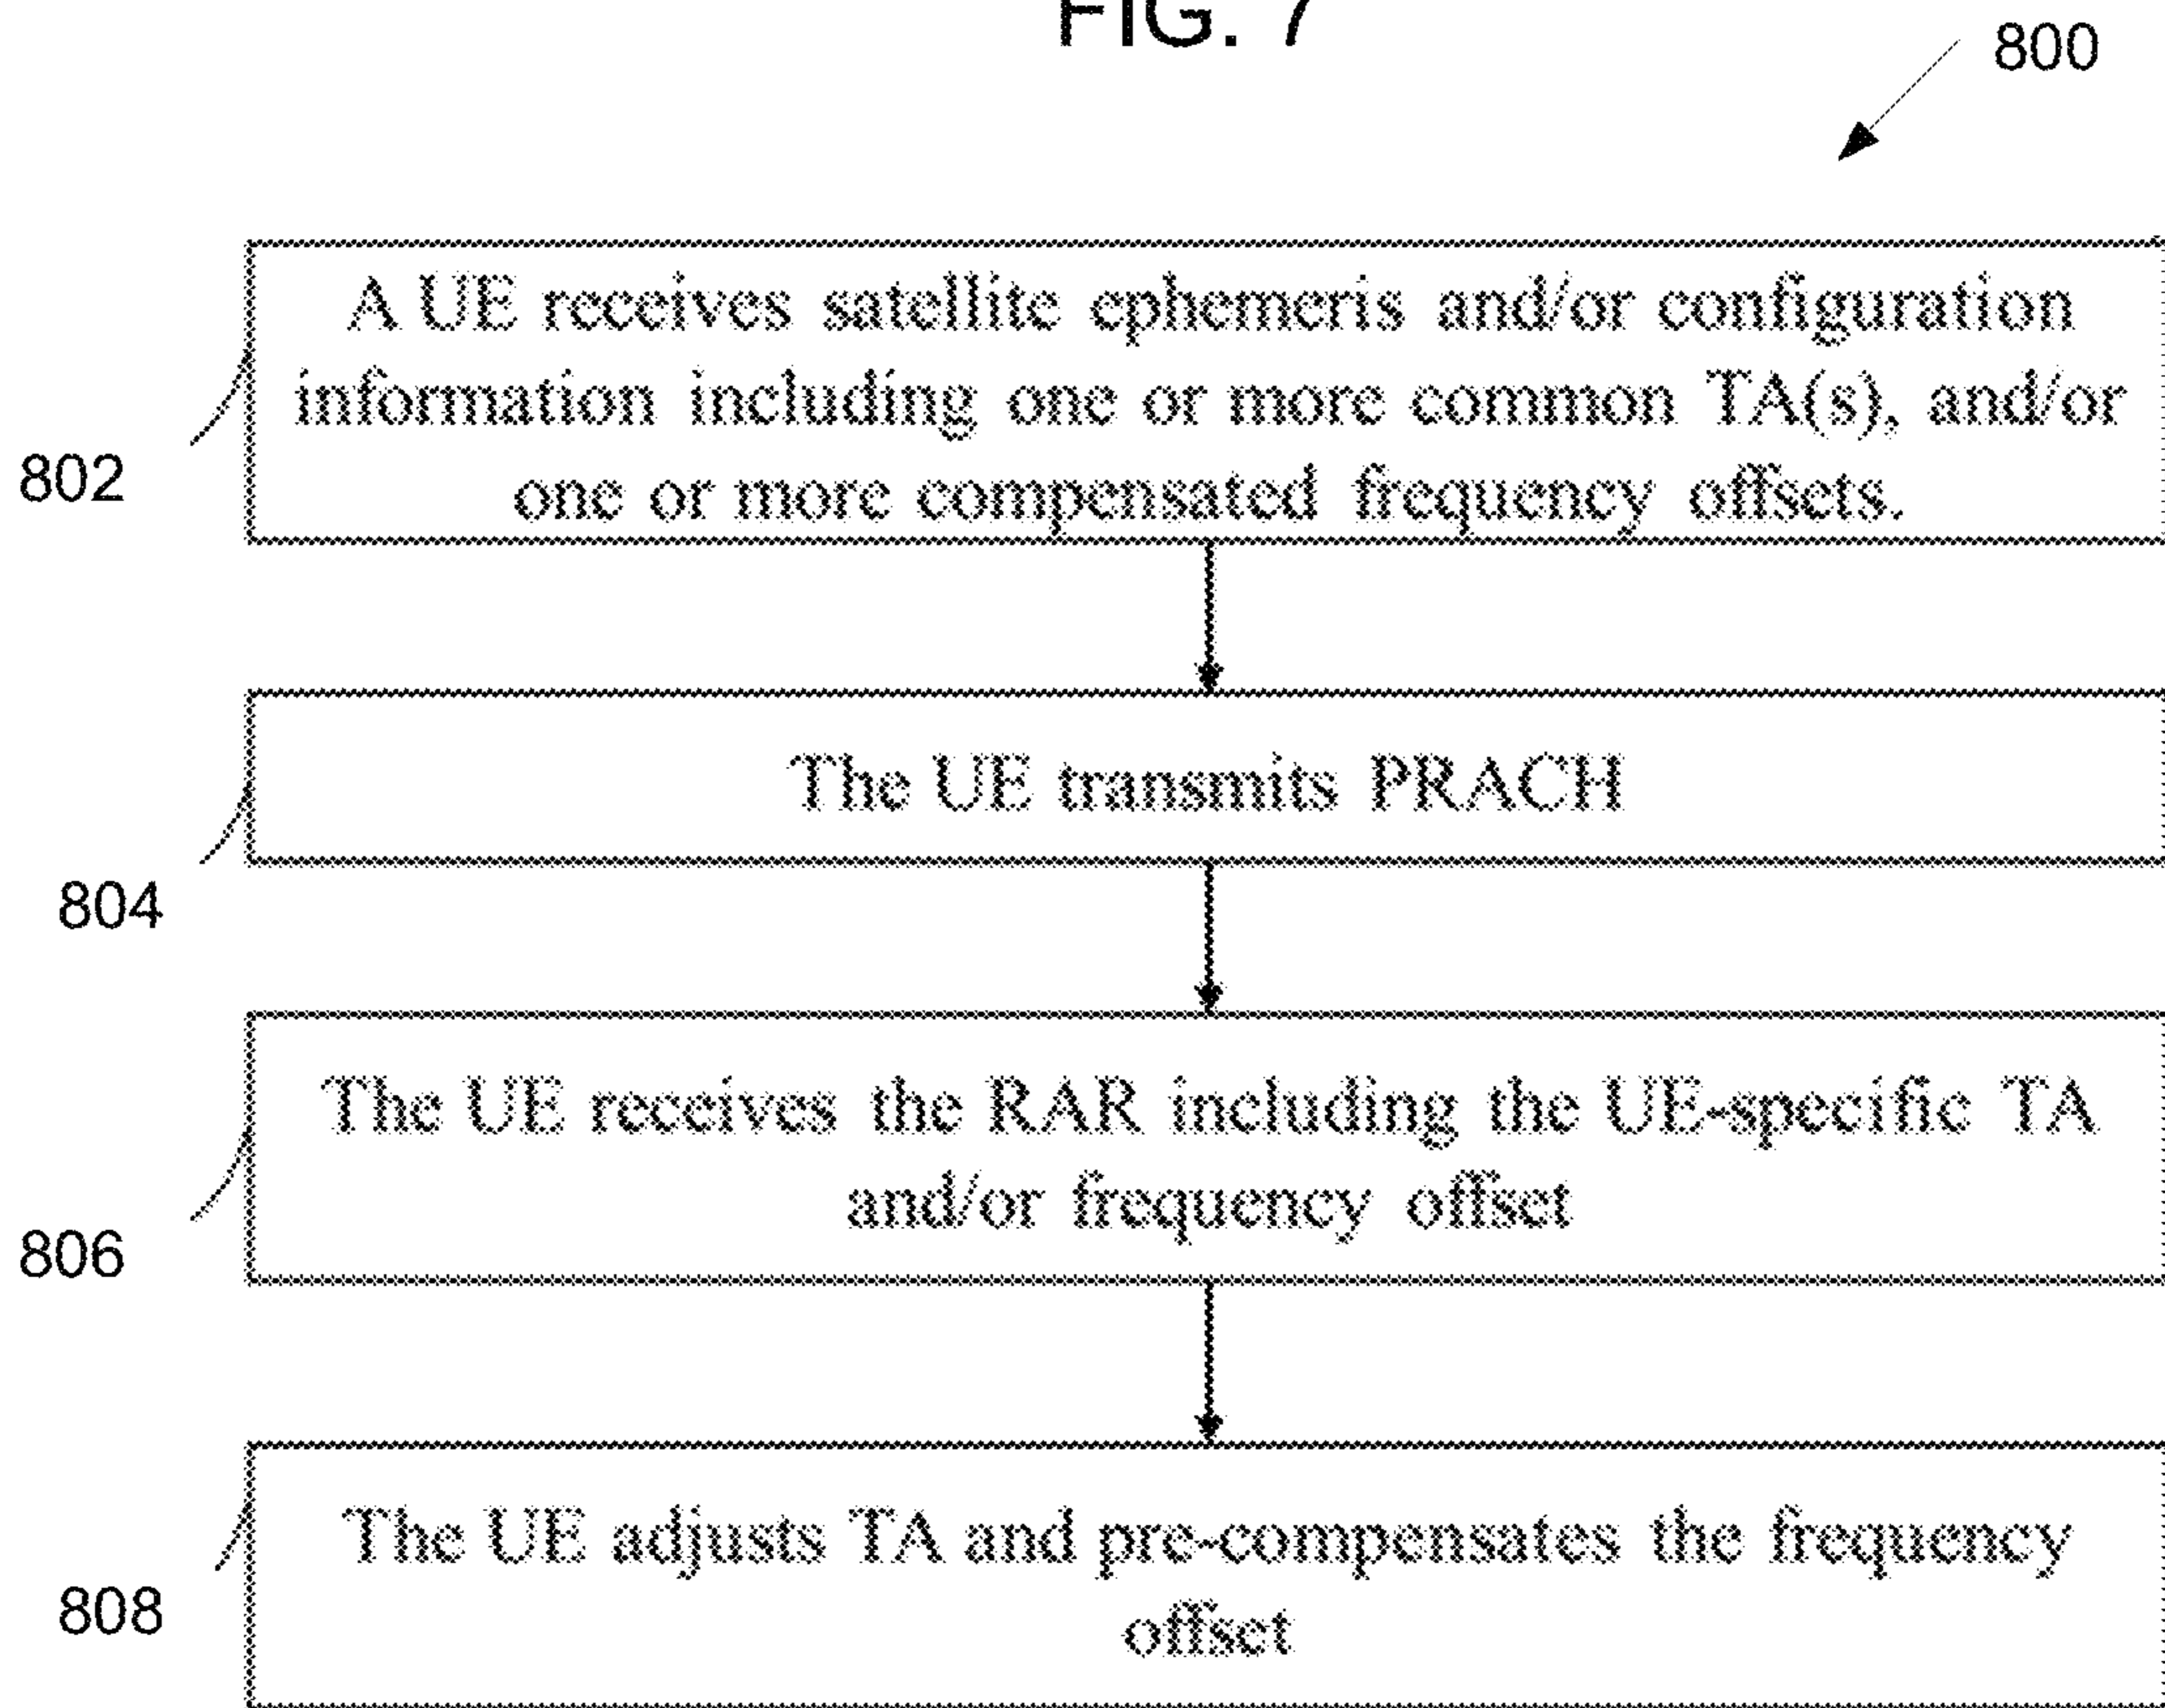 FIG. 7
800
A UE receives satellite ephemeris and/or configuration
information including one or more common TA(s), and/or
one or more compensated frequency offsets.
802
The UE transmits PRACH
804
The UE receives the RAR including the UE-specific TA
and/or frequency offset
806
The UE adjusts TA and pre-compensates the frequency
offset
808